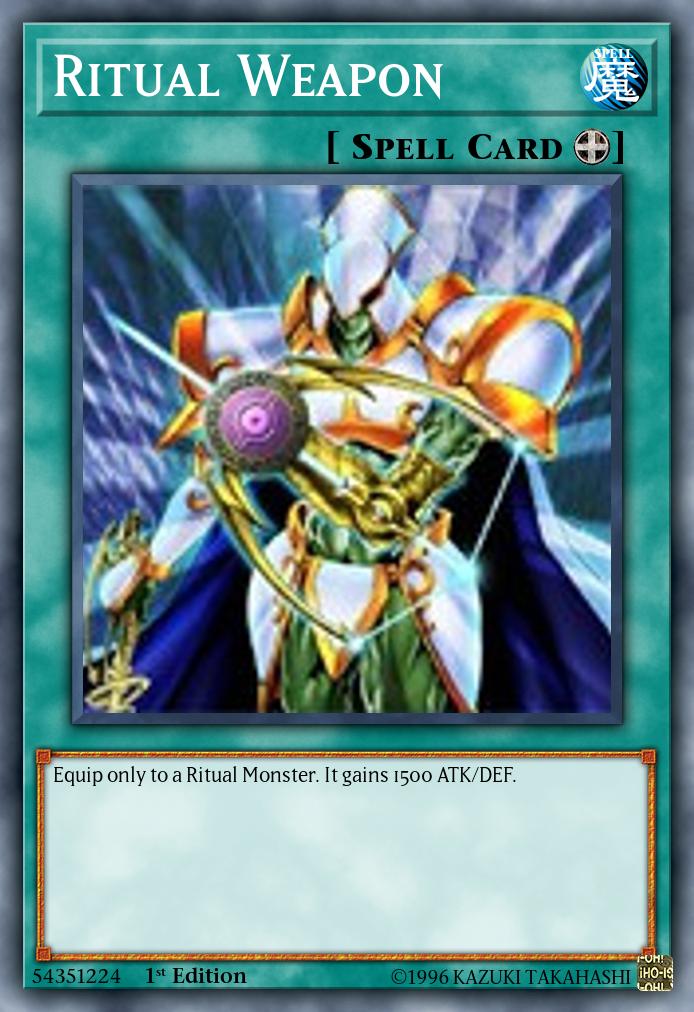 Ritual Weapon
SPELL
魔
[ Spell Card ]
Equip only to a Ritual Monster. It gains 1500 ATK/DEF.
54351224 1st Edition ©1996 KAZUKI TAKAHASHI